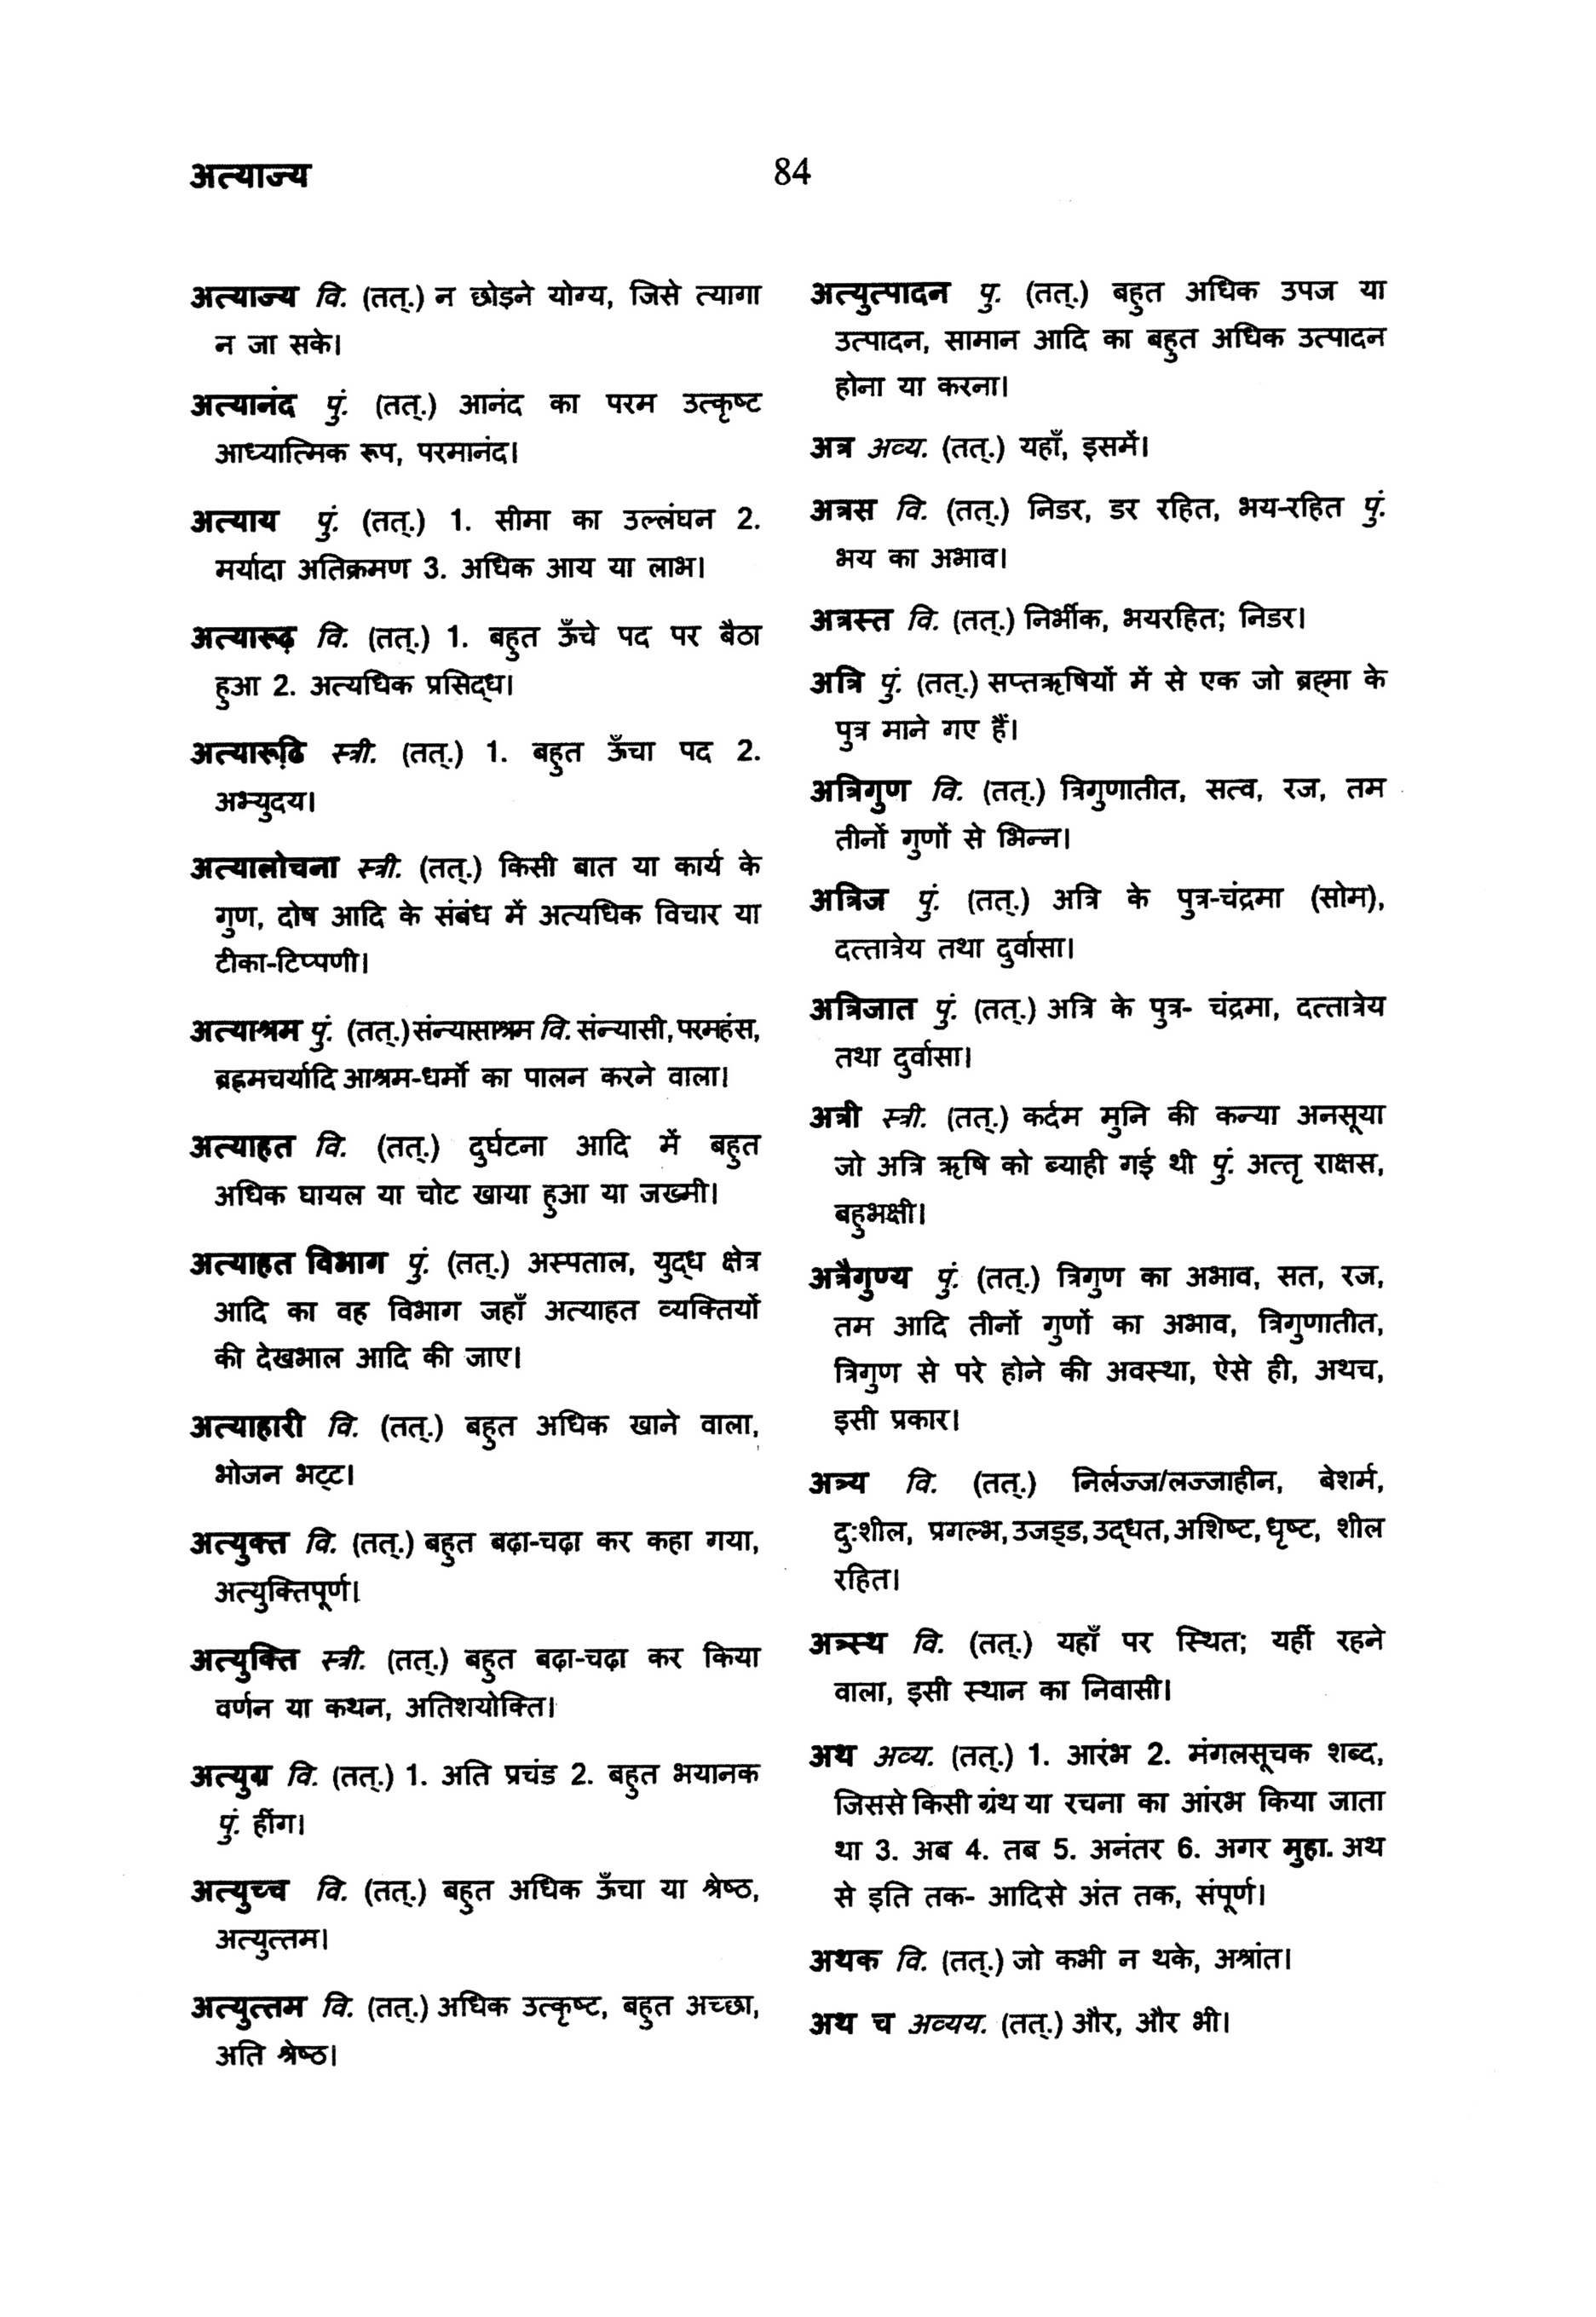 अत्याज्य
84
अत्याज्य वि. (तत्.) न छोड़ने योग्य, जिसे त्यागा
न जा सके।
अत्यानंद पुं. (तत्.) आनंद का परम उत्कृष्ट
आध्यात्मिक रूप, परमानंद।
अत्याय पुं. (तत्.) 1. सीमा का उल्लंघन 2.
मर्यादा अतिक्रमण 3. अधिक आय या लाभ।
अत्यारूढ़ वि. (तत्.) 1. बहुत ऊँचे पद पर बैठा
हुआ 2. अत्यधिक प्रसिद्ध।
अत्यारूढ़ि स्त्री. (तत्.) 1. बहुत ऊँचा पद 2.
अभ्युदय।
अत्यालोचना स्त्री. (तत्.) किसी बात या कार्य के
गुण, दोष आदि के संबंध में अत्यधिक विचार या
टीका-टिप्पणी।
अत्याश्रम पुं. (तत्.) संन्यासाश्रम वि. संन्यासी, परमहंस,
ब्रह्मचर्यादि आश्रम-धर्मो का पालन करने वाला।
अत्याहत वि. (तत्.) दुर्घटना आदि में बहुत
अधिक घायल या चोट खाया हुआ या जख्मी।
अत्याहत विभाग पुं. (तत्.) अस्पताल, युद्ध क्षेत्र
आदि का वह विभाग जहाँ अत्याहत व्यक्तियों
की देखभाल आदि की जाए।
अत्याहारी वि. (तत्.) बहुत अधिक खाने वाला,
भोजन भट्ट।
अत्युक्त वि. (तत्.) बहुत बढ़ा-चढ़ा कर कहा गया,
अत्युक्तिपूर्ण।
अत्युक्ति स्त्री. (तत्.) बहुत बढ़ा-चढ़ा कर किया
वर्णन या कथन, अतिशयोक्ति।
अत्युग्र वि. (तत्.) 1. अति प्रचंड 2. बहुत भयानक
पुं. हींग।
अत्युच्च वि. (तत्.) बहुत अधिक ऊँचा या श्रेष्ठ,
अत्युत्तम।
अत्युत्तम वि. (तत्.) अधिक उत्कृष्ट, बहुत अच्छा,
अति श्रेष्ठ।
अत्युत्पादन पु. (तत्.) बहुत अधिक उपज या
उत्पादन, सामान आदि का बहुत अधिक उत्पादन
होना या करना।
अत्र अव्य. (तत्.) यहाँ, इसमें।
अत्रस वि. (तत्.) निडर, डर रहित, भय-रहित पुं.
भय का अभाव।
अत्रस्त वि. (तत्.) निर्भीक, भयरहित; निडर।
अत्रि पुं. (तत्.) सप्तऋषियों में से एक जो ब्रह्मा के
पुत्र माने गए हैं।
अत्रिगुण वि. (तत्.) त्रिगुणातीत, सत्व, रज, तम
तीनों गुणों से भिन्न।
अत्रिज पुं. (तत्.) अत्रि के पुत्र-चंद्रमा (सोम),
दत्तात्रेय तथा दुर्वासा।
अत्रिजात पुं. (तत्.) अत्रि के पुत्र- चंद्रमा, दत्तात्रेय
तथा दुर्वासा।
अत्री स्त्री. (तत्.) कर्दम मुनि की कन्या अनसूया
जो अत्रि ऋषि को ब्याही गई थी पुं. अत्तृ राक्षस,
बहुभक्षी।
अत्रैगुण्य पुं. (तत्.) त्रिगुण का अभाव, सत, रज,
तम आदि तीनों गुणों का अभाव, त्रिगुणातीत,
त्रिगुण से परे होने की अवस्था, ऐसे ही, अथच,
इसी प्रकार।
अत्र्य वि. (तत्.) निर्लज्ज/लज्जाहीन, बेशर्म,
दुःशील, प्रगल्भ, उजड्ड, उद्धत, अशिष्ट, धृष्ट, शील
रहित।
अत्र्स्थ वि. (तत्.) यहाँ पर स्थित; यहीं रहने
वाला, इसी स्थान का निवासी।
अथ अव्य. (तत्.) 1. आरंभ 2. मंगलसूचक शब्द,
जिससे किसी ग्रंथ या रचना का आंरभ किया जाता
था 3. अब 4. तब 5. अनंतर 6. अगर मुहा. अथ
से इति तक- आदिसे अंत तक, संपूर्ण।
अथक वि. (तत्.) जो कभी न थके, अश्रांत।
अथ च अव्यय. (तत्.) और, और भी।